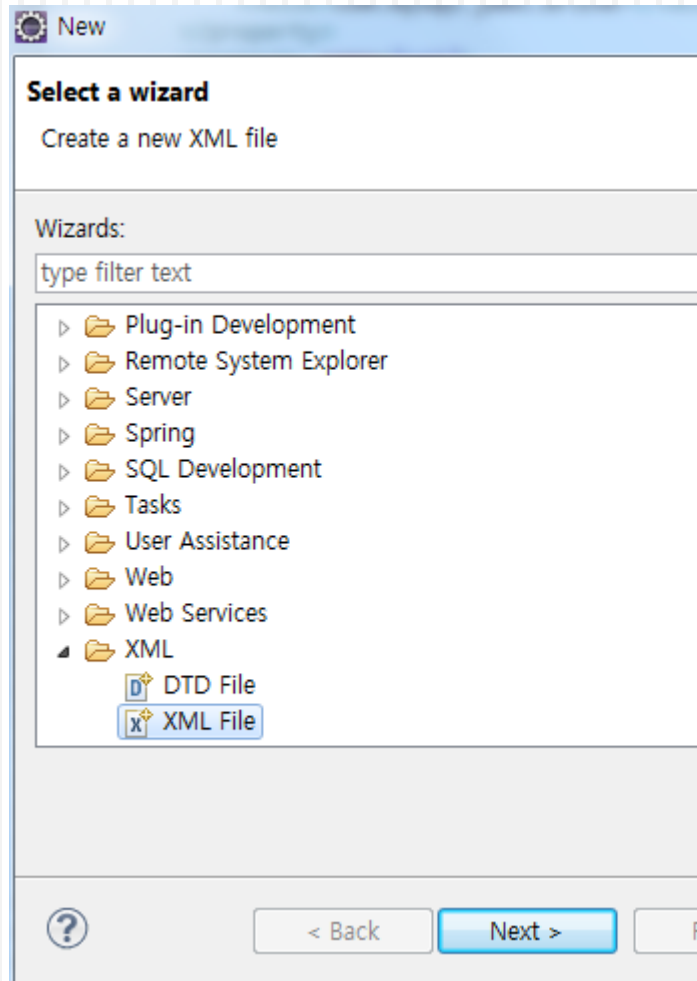 New
Select a wizard
Create a new XML file
Wizards:
type filter text
Plug-in Development
Remote System Explorer
Server
Spring
SQL Development
Tasks
User Assistance
Web
Web Services
XML
DTD File
XML File
< Back
Next >